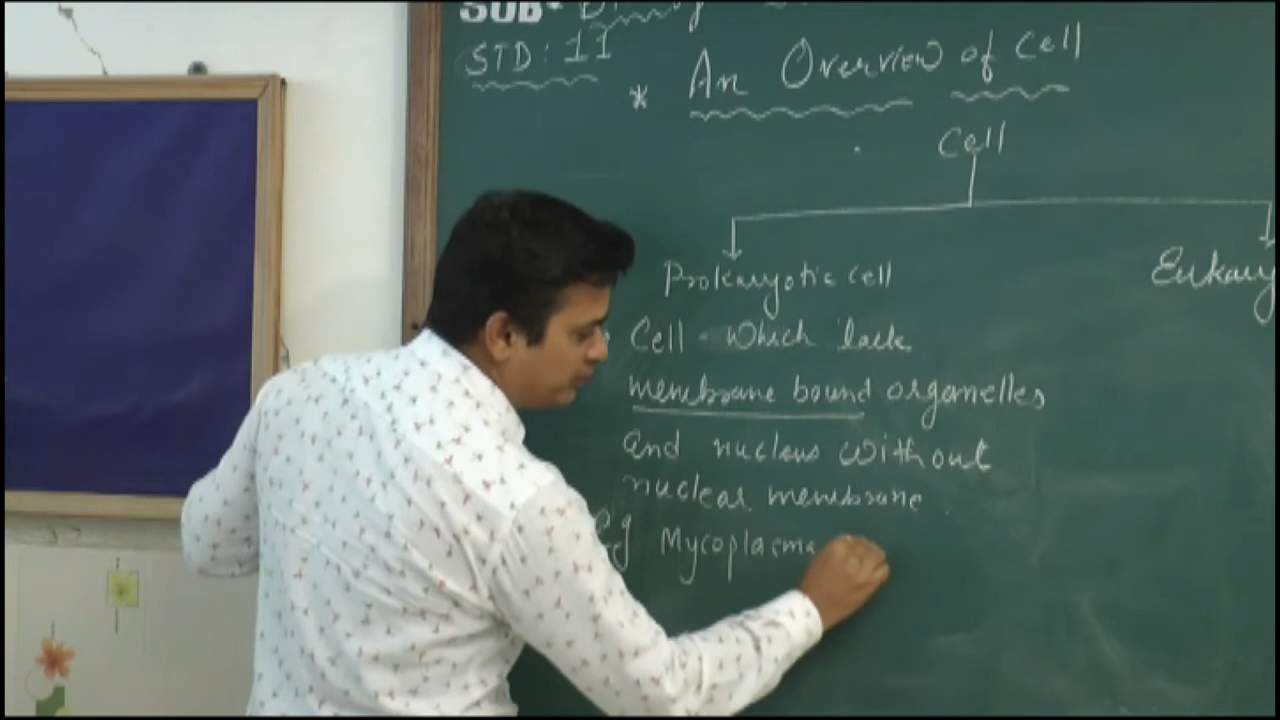 SUB:
STD : 11
* An Overview of Cell
Cell
Prokaryotic cell
Eukary
Cell which lack
membrane bound organelles
and nucleus without
nuclear membrane
Eg Mycoplasma